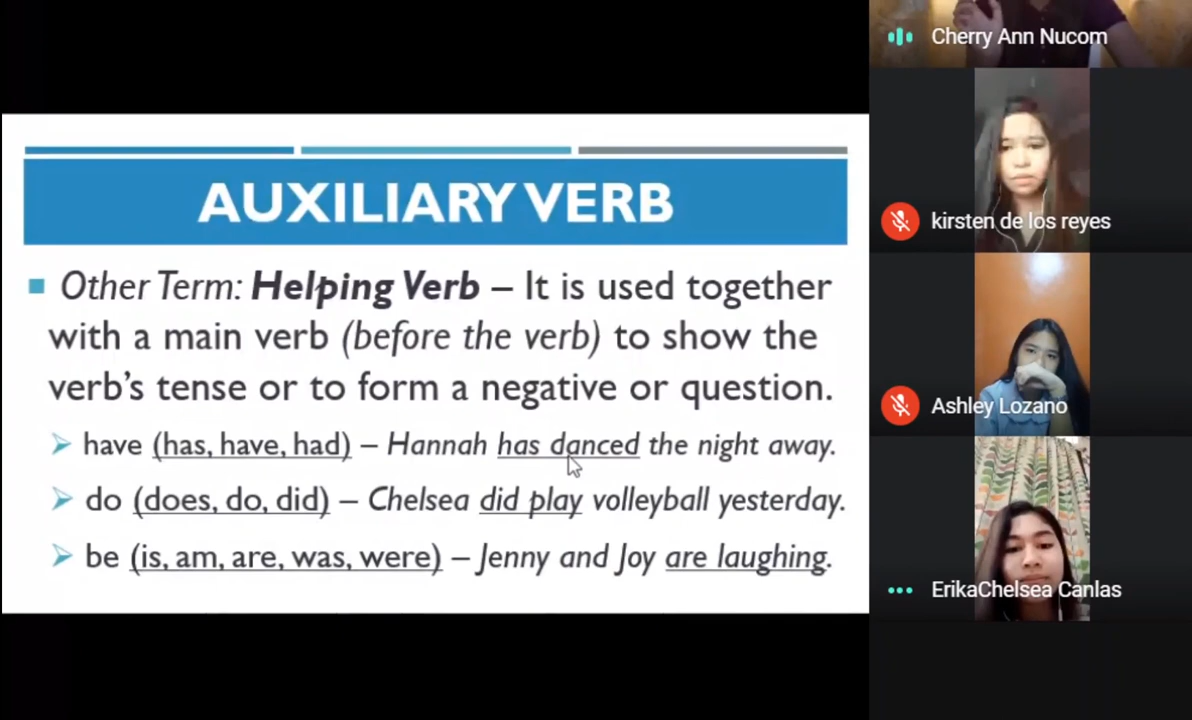 AUXILIARY VERB
Other Term: Helping Verb – It is used together
with a main verb (before the verb) to show the
verb's tense or to form a negative or question.
have (has, have, had) – Hannah has danced the night away.
do (does, do, did) – Chelsea did play volleyball yesterday.
be (is, am, are, was, were) – Jenny and Joy are laughing.
Cherry Ann Nucom
kirsten de los reyes
Ashley Lozano
ErikaChelsea Canlas